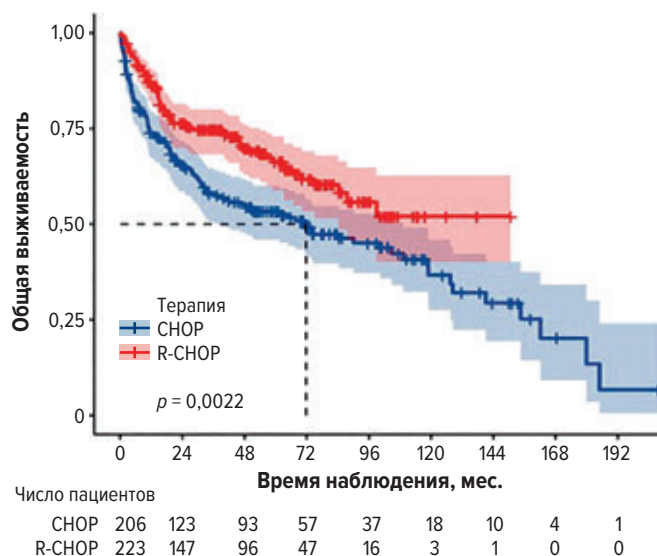 1,00
0,75
0,50
0,25
0
Общая выживаемость
Терапия
CHOP
R-CHOP
p = 0,0022
0 24 48 72 96 120 144 168 192
Время наблюдения, мес.
Число пациентов
CHOP 206 123 93 57 37 18 10 4 1
R-CHOP 223 147 96 47 16 3 1 0 0